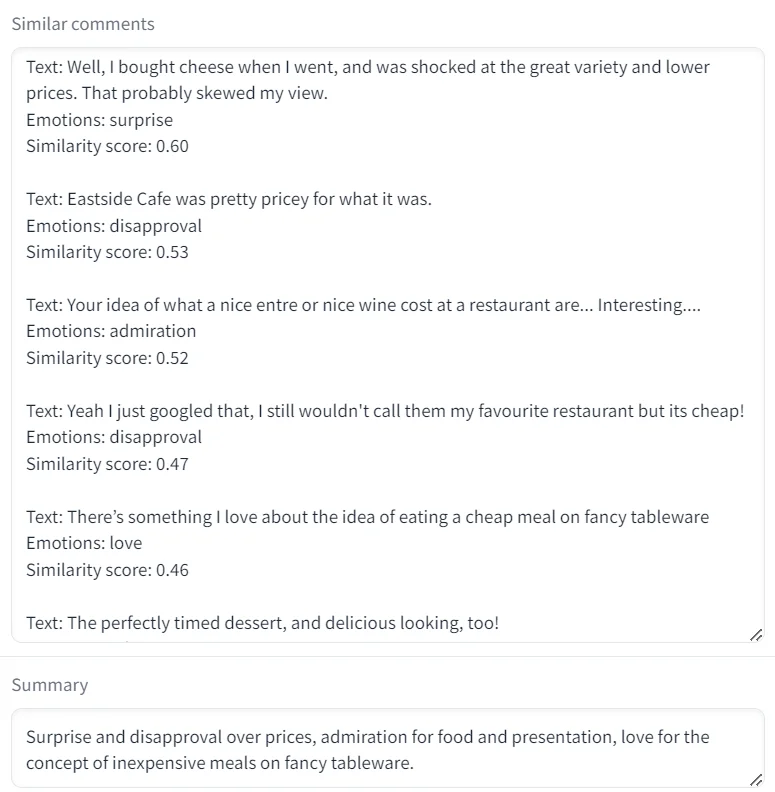 Similar comments
Text: Well, I bought cheese when I went, and was shocked at the great variety and lower
prices. That probably skewed my view.
Emotions: surprise
Similarity score: 0.60
Text: Eastside Cafe was pretty pricey for what it was.
Emotions: disapproval
Similarity score: 0.53
Text: Your idea of what a nice entre or nice wine cost at a restaurant are... Interesting....
Emotions: admiration
Similarity score: 0.52
Text: Yeah I just googled that, I still wouldn't call them my favourite restaurant but its cheap!
Emotions: disapproval
Similarity score: 0.47
Text: There’s something I love about the idea of eating a cheap meal on fancy tableware
Emotions: love
Similarity score: 0.46
Text: The perfectly timed dessert, and delicious looking, too!
Summary
Surprise and disapproval over prices, admiration for food and presentation, love for the
concept of inexpensive meals on fancy tableware.